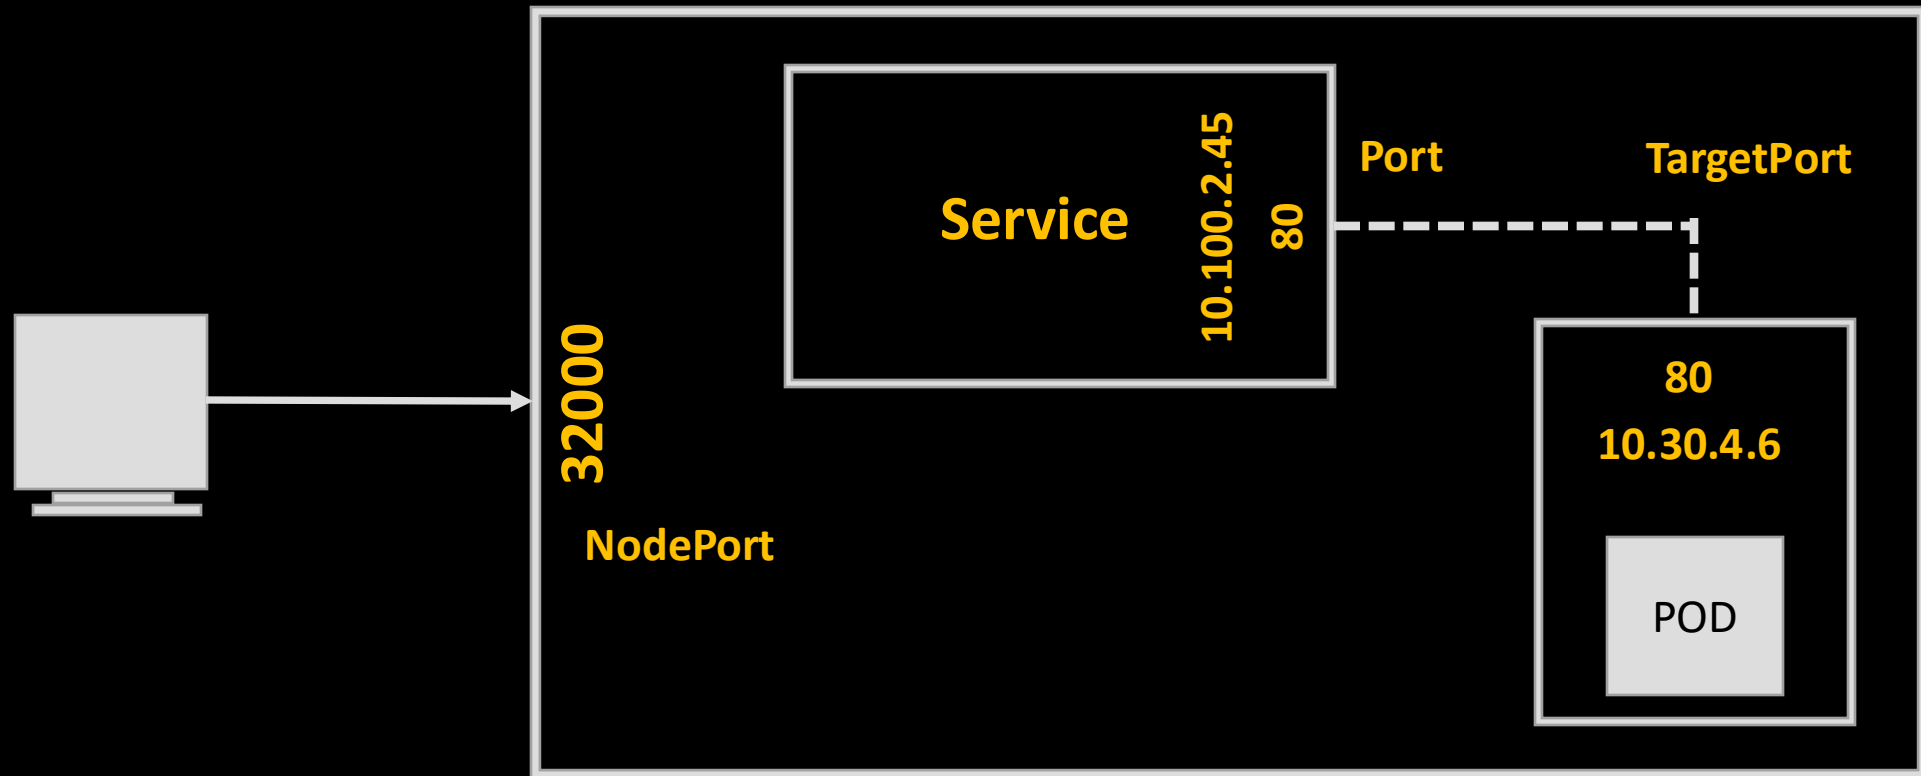 Service
10.100.2.45
80
Port
TargetPort
32000
NodePort
80
10.30.4.6
POD